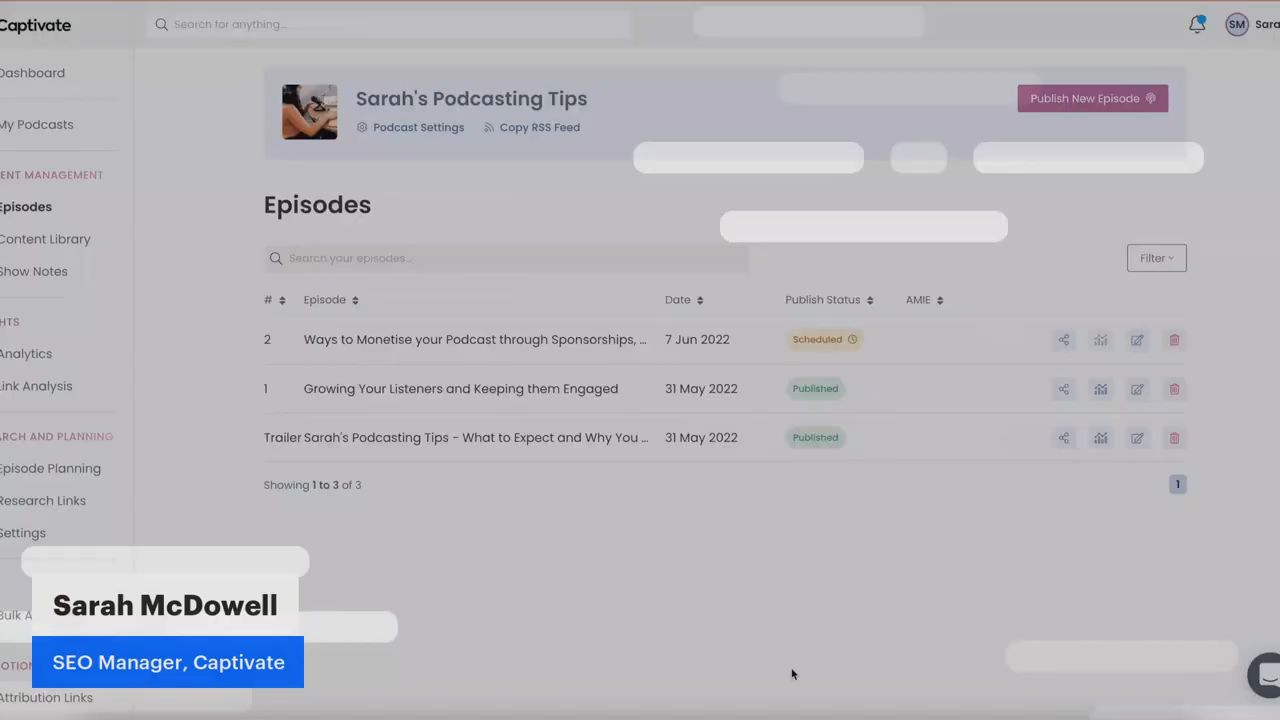 Captivate
Search for anything...
SM Sara
Dashboard
My Podcasts
ENT MANAGEMENT
Episodes
Content Library
Show Notes
HTS
Analytics
Link Analysis
ARCH AND PLANNING
Episode Planning
Research Links
Settings
Bulk A
OTION
Attribution Links
Sarah's Podcasting Tips
Podcast Settings Copy RSS Feed
Publish New Episode
Episodes
Search your episodes...
Filter
# Episode Date Publish Status AMIE
2 Ways to Monetise your Podcast through Sponsorships, ... 7 Jun 2022 Scheduled
1 Growing Your Listeners and Keeping them Engaged 31 May 2022 Published
Trailer Sarah's Podcasting Tips - What to Expect and Why You ... 31 May 2022 Published
Showing 1 to 3 of 3
1
Sarah McDowell
SEO Manager, Captivate